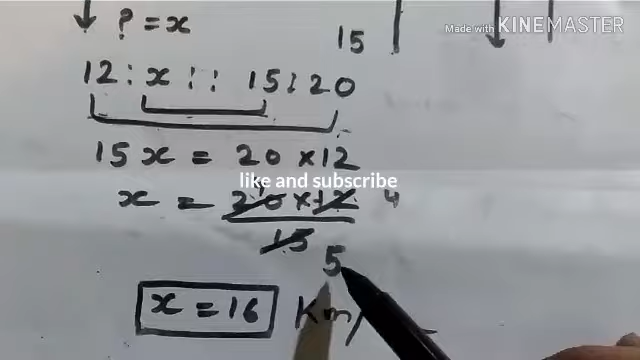 Made with KINEMASTER
? = x
15
12 : x : : 15 : 20
15 x = 20 × 12
like and subscribe
x = 20 × 12 4
15
5
x = 16 Km/